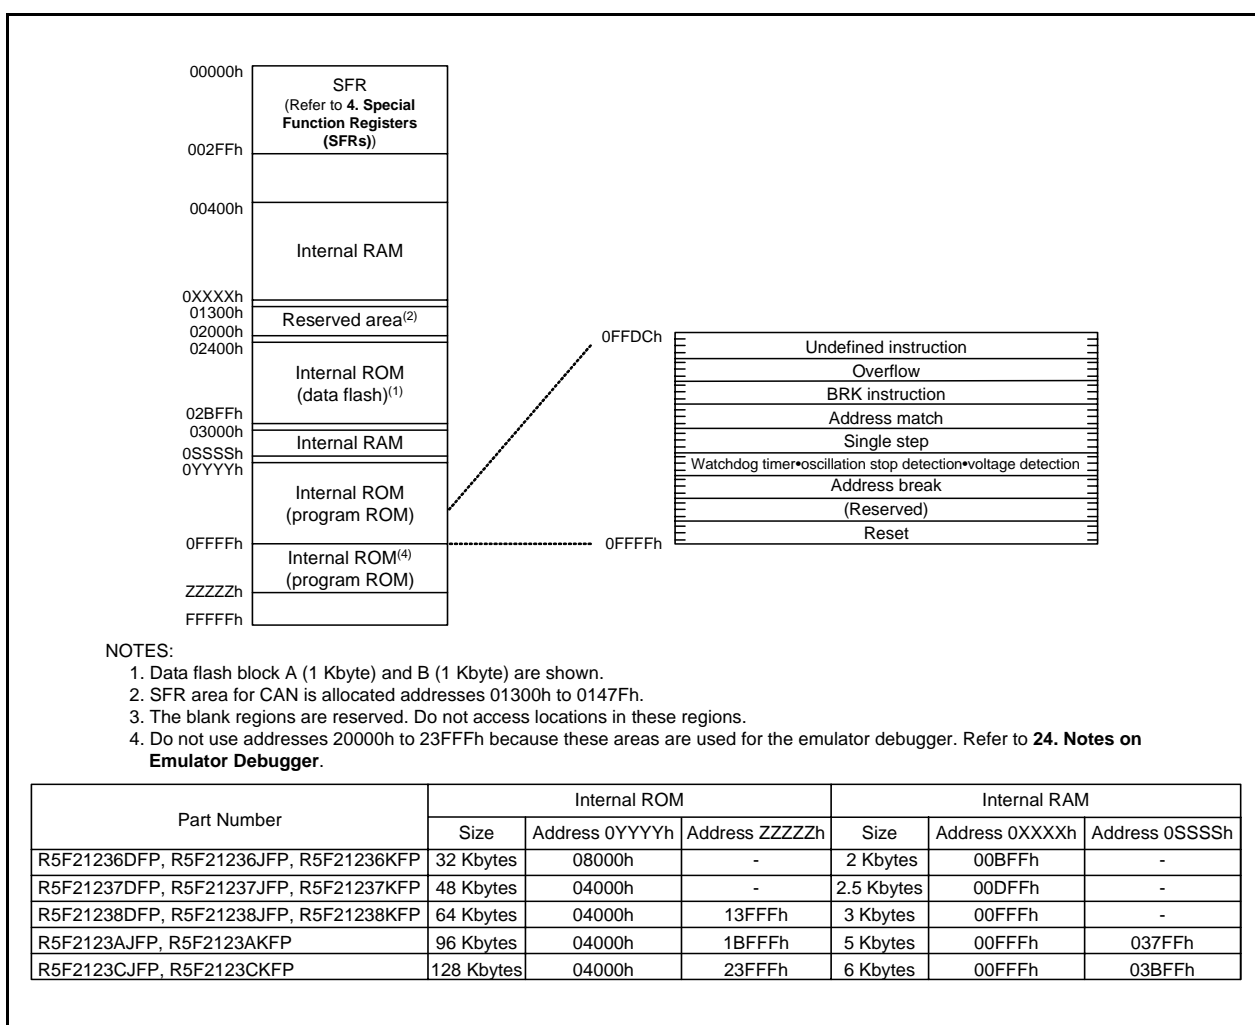 00000h
SFR
(Refer to 4. Special
Function Registers
(SFRs))
002FFh
00400h
Internal RAM
0XXXXh
01300h
Reserved area(2)
02000h
02400h
Internal ROM
(data flash)(1)
02BFFh
03000h
Internal RAM
0SSSSh
0YYYYh
Internal ROM
(program ROM)
0FFFFh
Internal ROM(4)
(program ROM)
ZZZZZh
FFFFFh
0FFDCh
Undefined instruction
Overflow
BRK instruction
Address match
Single step
Watchdog timer•oscillation stop detection•voltage detection
Address break
(Reserved)
Reset
0FFFFh
NOTES:
1. Data flash block A (1 Kbyte) and B (1 Kbyte) are shown.
2. SFR area for CAN is allocated addresses 01300h to 0147Fh.
3. The blank regions are reserved. Do not access locations in these regions.
4. Do not use addresses 20000h to 23FFFh because these areas are used for the emulator debugger. Refer to 24. Notes on
Emulator Debugger.
Part Number Internal ROM Internal RAM
Size Address 0YYYYh Address ZZZZZh Size Address 0XXXXh Address 0SSSSh
R5F21236DFP, R5F21236JFP, R5F21236KFP 32 Kbytes 08000h - 2 Kbytes 00BFFh -
R5F21237DFP, R5F21237JFP, R5F21237KFP 48 Kbytes 04000h - 2.5 Kbytes 00DFFh -
R5F21238DFP, R5F21238JFP, R5F21238KFP 64 Kbytes 04000h 13FFFh 3 Kbytes 00FFFh -
R5F2123AJFP, R5F2123AKFP 96 Kbytes 04000h 1BFFFh 5 Kbytes 00FFFh 037FFh
R5F2123CJFP, R5F2123CKFP 128 Kbytes 04000h 23FFFh 6 Kbytes 00FFFh 03BFFh